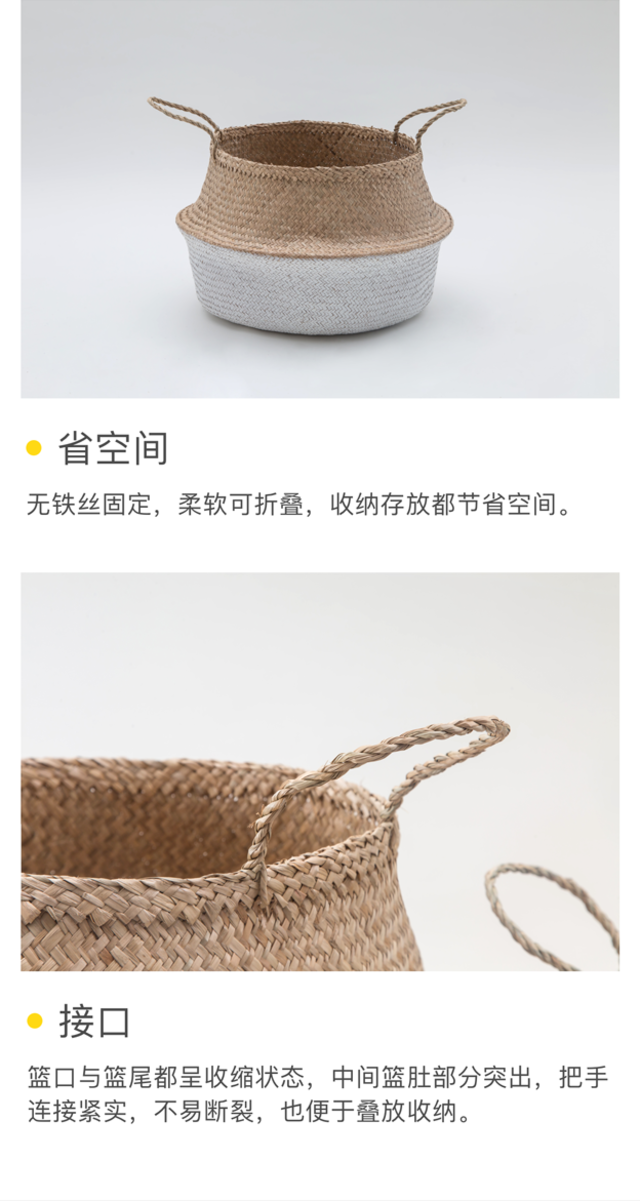 省空间
无铁丝固定，柔软可折叠，收纳存放都节省空间。
接口
篮口与篮尾都呈收缩状态，中间篮肚部分突出，把手
连接紧实，不易断裂，也便于叠放收纳。